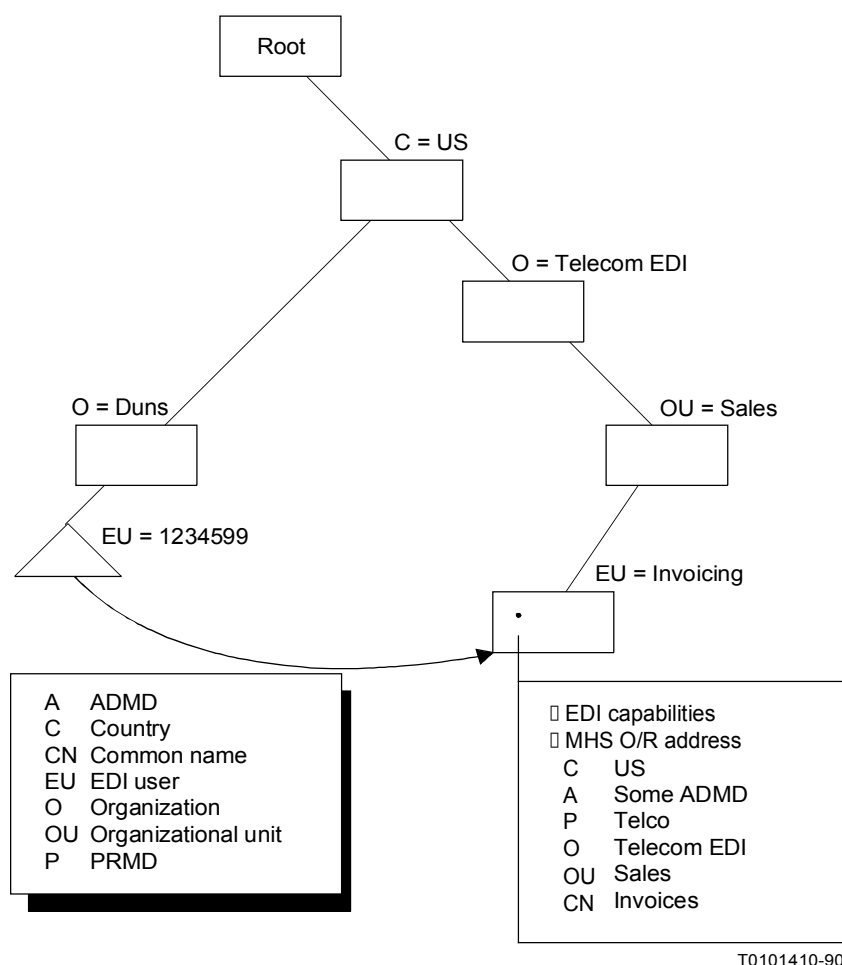 Root
C = US
O = Telecom EDI
O = Duns
OU = Sales
EU = 1234599
EU = Invoicing
A ADMD
C Country
CN Common name
EU EDI user
O Organization
OU Organizational unit
P PRMD
▯ EDI capabilities
▯ MHS O/R address
C US
A Some ADMD
P Telco
O Telecom EDI
OU Sales
CN Invoices
T0101410-90